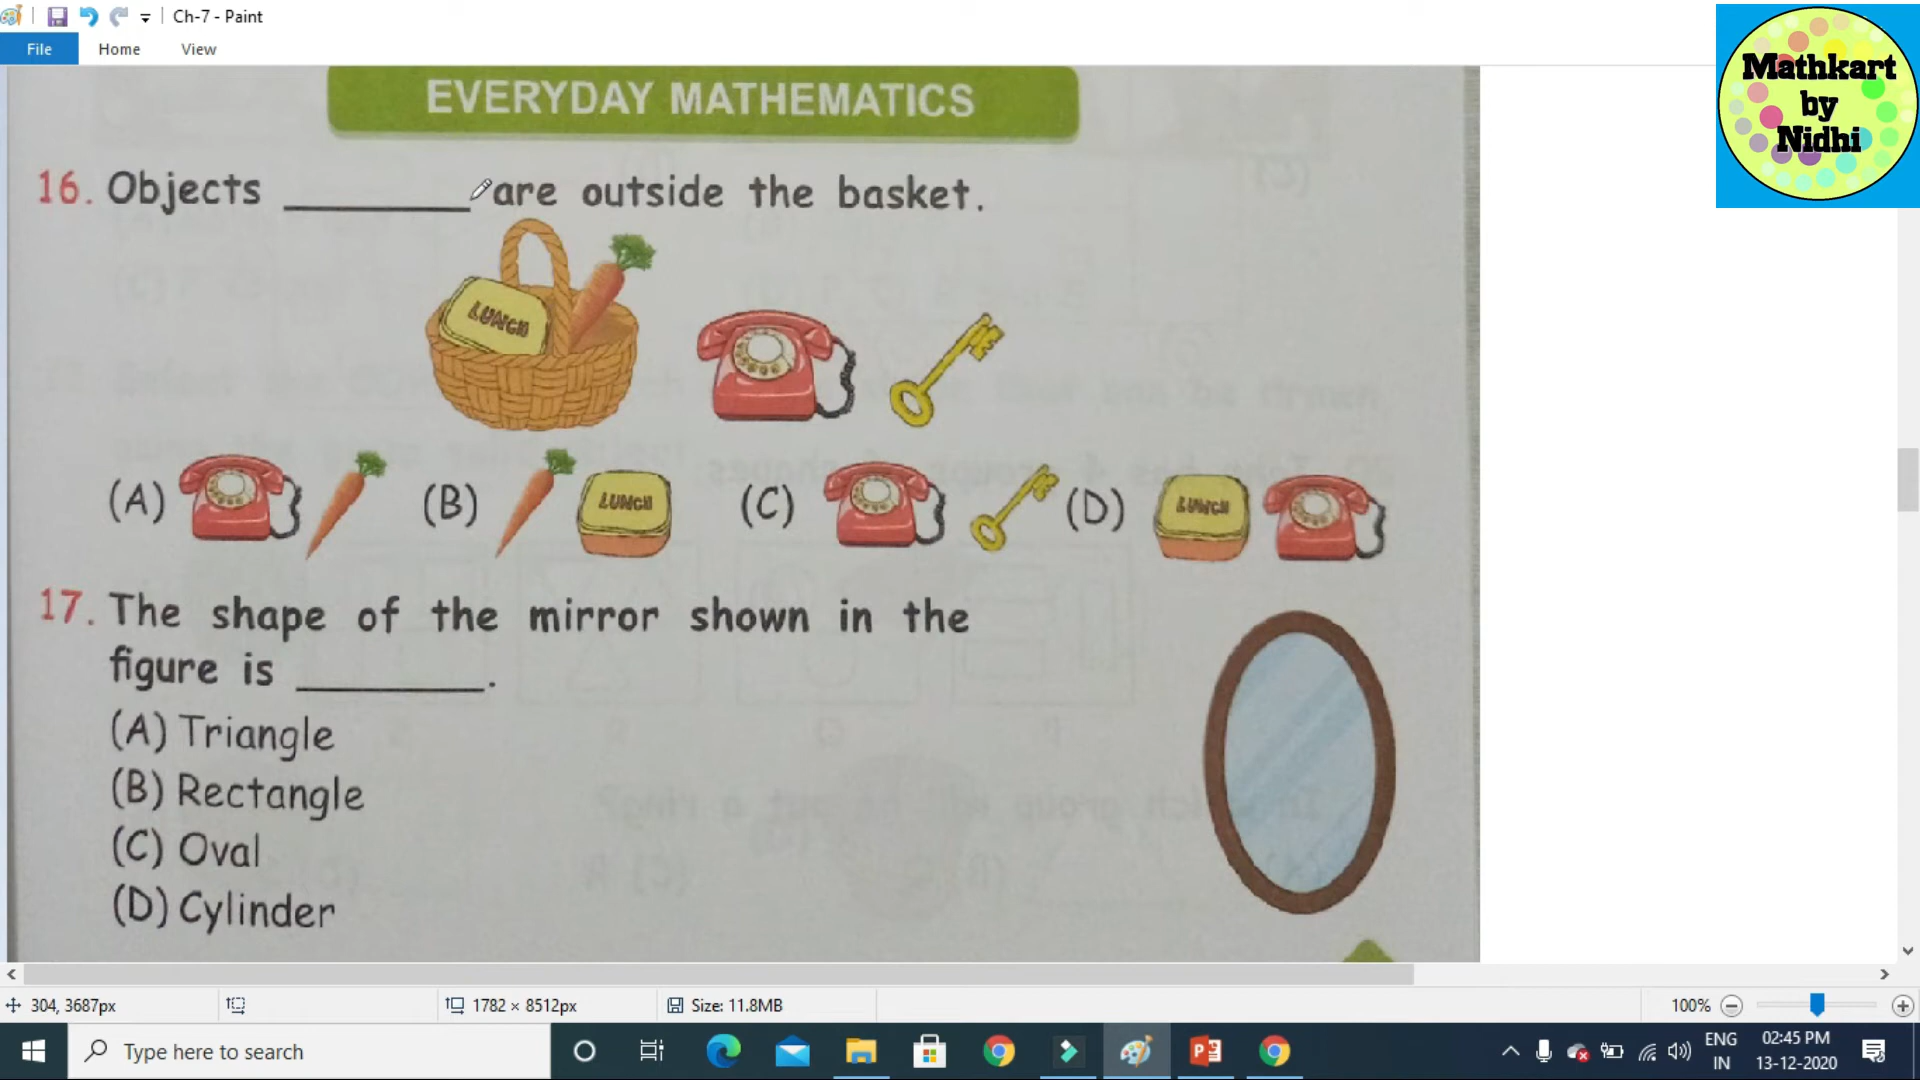 Ch-7 - Paint
File Home View
Mathkart
by
Nidhi
EVERYDAY MATHEMATICS
16. Objects ________ are outside the basket.
LUNCH
(A) (B) LUNCH (C) (D) LUNCH
17. The shape of the mirror shown in the
figure is ________.
(A) Triangle
(B) Rectangle
(C) Oval
(D) Cylinder
304, 3687px 1782 × 8512px Size: 11.8MB 100%
Type here to search
ENG 02:45 PM
IN 13-12-2020